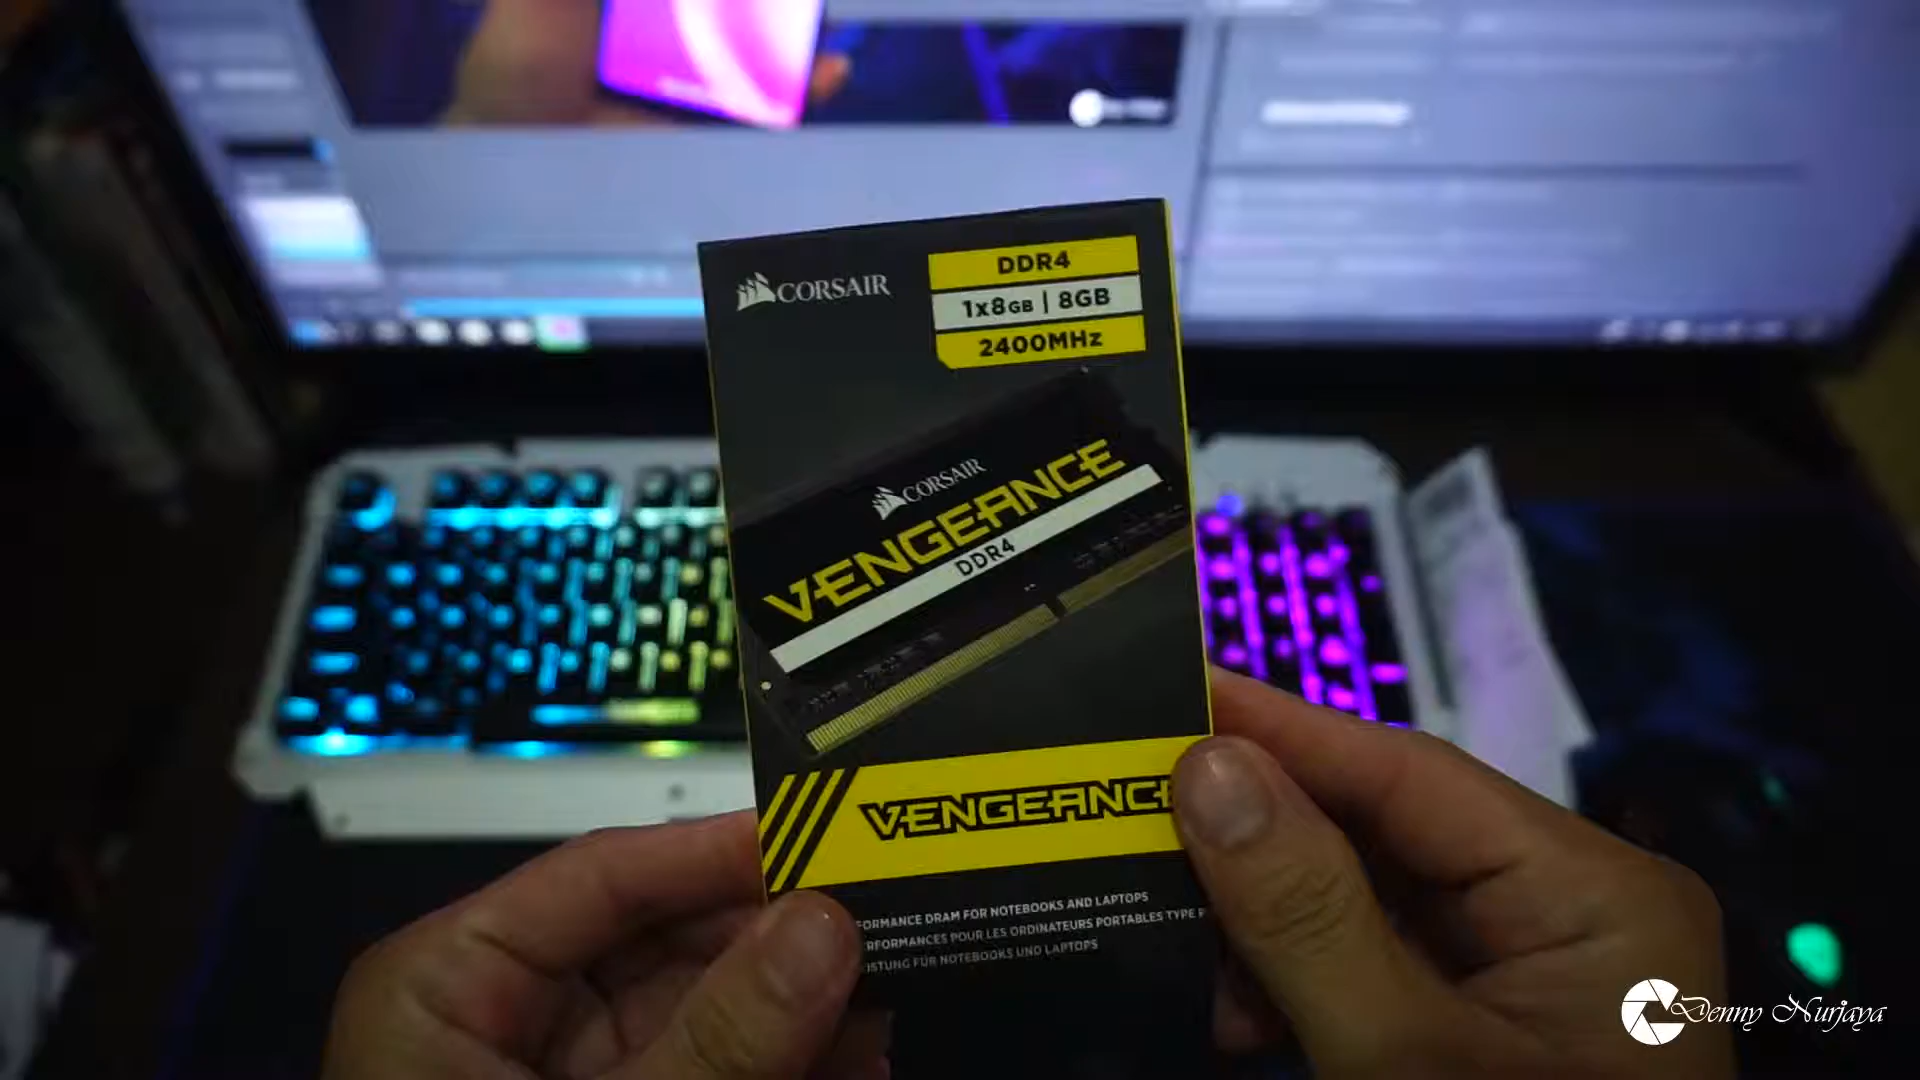 CORSAIR
DDR4
1x8GB | 8GB
2400MHz
CORSAIR
VENGEANCE
DDR4
VENGEANCE
FORMANCE DRAM FOR NOTEBOOKS AND LAPTOPS
RFORMANCES POUR LES ORDINATEURS PORTABLES TYPE
ISTUNG FÜR NOTEBOOKS UND LAPTOPS
Denny Nurjaya